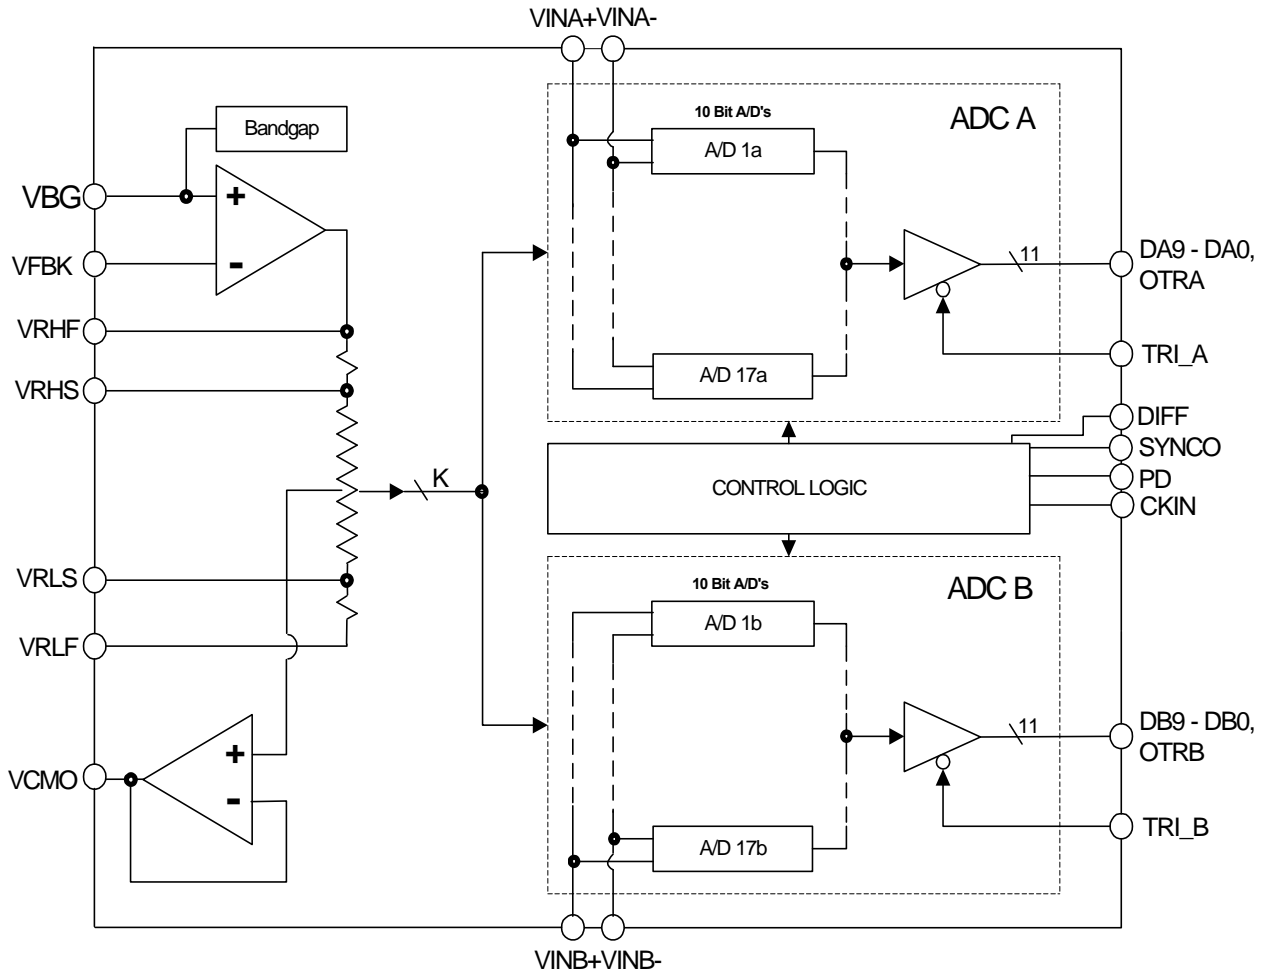 VINA+VINA-
10 Bit A/D's
ADC A
Bandgap
A/D 1a
VBG
+
VFBK
-
11
DA9 - DA0,
OTRA
VRHF
TRI_A
VRHS
A/D 17a
DIFF
SYNCO
K
CONTROL LOGIC
PD
CKIN
VRLS
10 Bit A/D's
ADC B
A/D 1b
VRLF
11
DB9 - DB0,
OTRB
VCMO
+
-
TRI_B
A/D 17b
VINB+VINB-